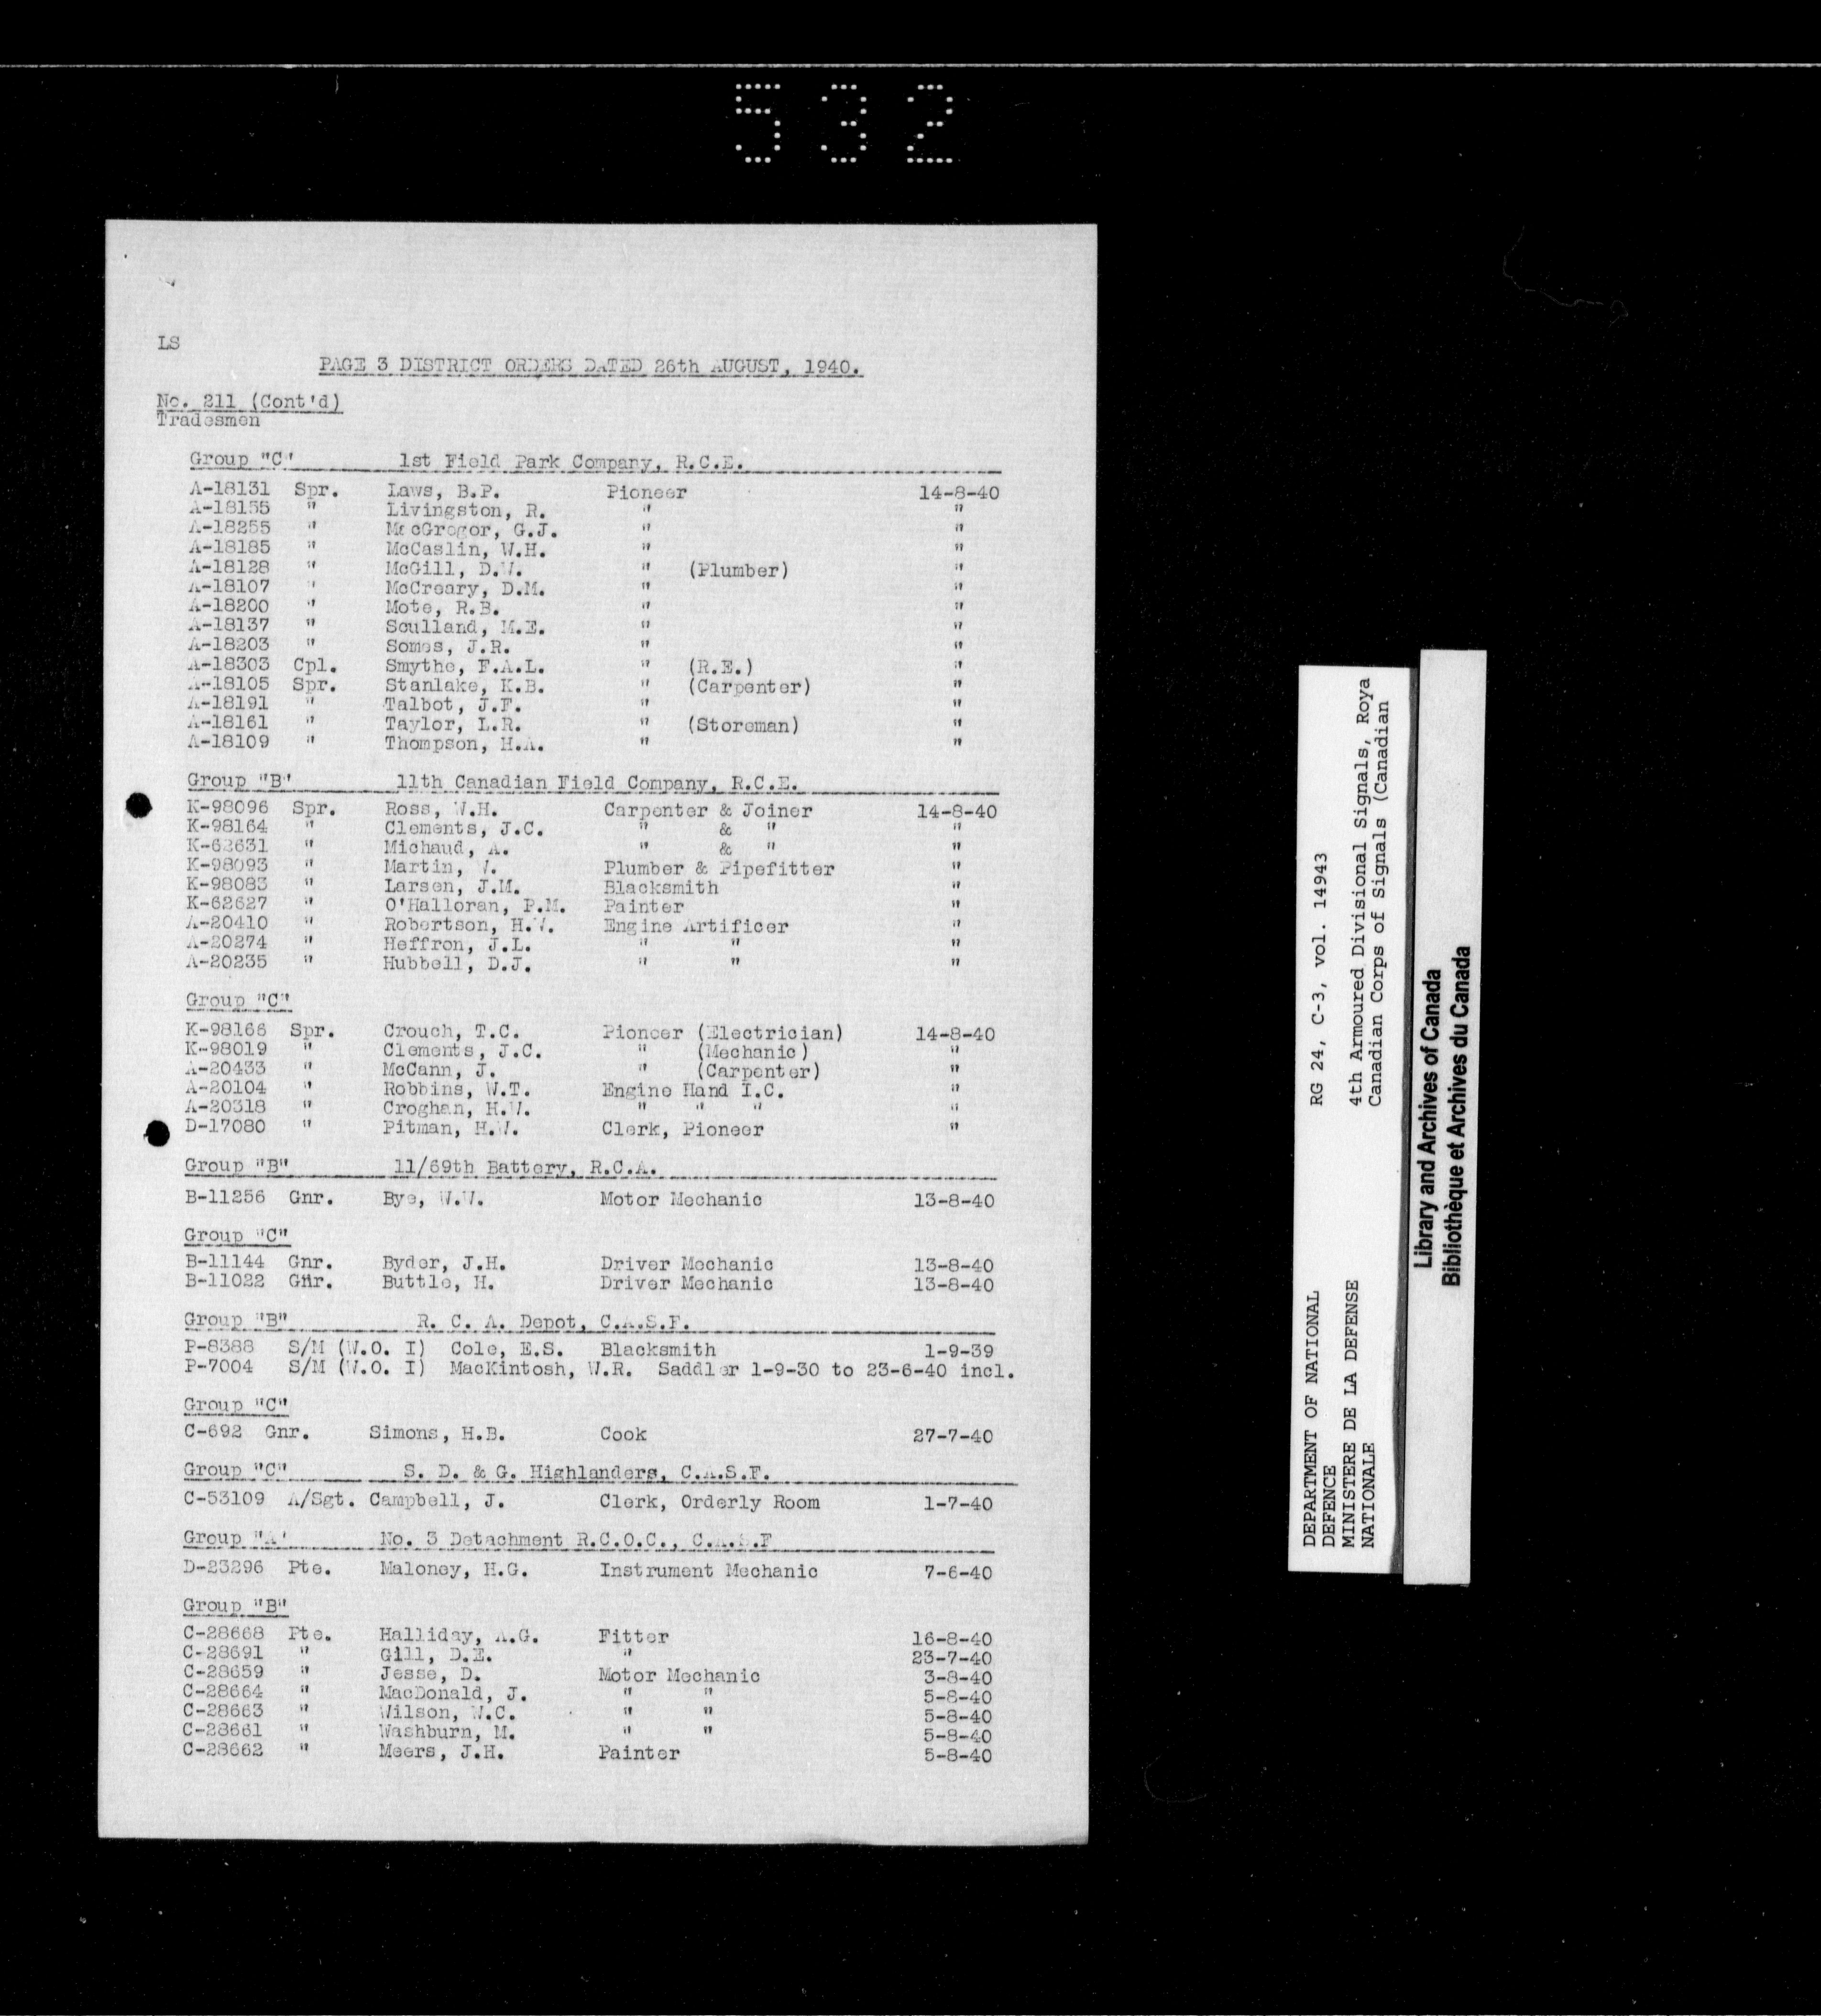 532
LS
PAGE 3 DISTRICT ORDERS DATED 26th AUGUST, 1940.
No. 211 (Cont'd)
Tradesmen
Group "C" 1st Field Park Company, R.C.E.
A-18131 Spr. Laws, B.P. Pioneer 14-8-40
A-18155 " Livingston, R. " "
A-18255 " MacGregor, G.J. " "
A-18185 " McCaslin, W.H. " "
A-18128 " McGill, D.W. " (Plumber) "
A-18107 " McCreary, D.M. " "
A-18200 " Mote, R.B. " "
A-18137 " Sculland, M.E. " "
A-18203 " Somes, J.R. " "
A-18303 Cpl. Smythe, F.A.L. " (R.E.) "
A-18105 Spr. Stanlake, K.B. " (Carpenter) "
A-18191 " Talbot, J.F. " "
A-18161 " Taylor, L.R. " (Storeman) "
A-18109 " Thompson, H.A. " "
Group "B" 11th Canadian Field Company, R.C.E.
K-98096 Spr. Ross, W.H. Carpenter & Joiner 14-8-40
K-98164 " Clements, J.C. " & " "
K-62631 " Michaud, A. " & " "
K-98093 " Martin, W. Plumber & Pipefitter "
K-98083 " Larsen, J.M. Blacksmith "
K-62627 " O'Halloran, P.M. Painter "
A-20410 " Robertson, H.W. Engine Artificer "
A-20274 " Heffron, J.L. " " "
A-20235 " Hubbell, D.J. " " "
Group "C"
K-98166 Spr. Crouch, T.C. Pioneer (Electrician) 14-8-40
K-98019 " Clements, J.C. " (Mechanic) "
A-20433 " McCann, J. " (Carpenter) "
A-20104 " Robbins, W.T. Engine Hand I.C. "
A-20318 " Croghan, H.W. " " " "
D-17080 " Pitman, H.W. Clerk, Pioneer "
Group "B" 11/69th Battery, R.C.A.
B-11256 Gnr. Bye, W.W. Motor Mechanic 13-8-40
Group "C"
B-11144 Gnr. Byder, J.H. Driver Mechanic 13-8-40
B-11022 Gnr. Buttle, H. Driver Mechanic 13-8-40
Group "B" R. C. A. Depot, C.A.S.F.
P-8388 S/M (W.O. I) Cole, E.S. Blacksmith 1-9-39
P-7004 S/M (W.O. I) MacKintosh, W.R. Saddler 1-9-30 to 23-6-40 incl.
Group "C"
C-692 Gnr. Simons, H.B. Cook 27-7-40
Group "C" S. D. & G. Highlanders, C.A.S.F.
C-53109 A/Sgt. Campbell, J. Clerk, Orderly Room 1-7-40
Group "A" No. 3 Detachment R.C.O.C., C.A.S.F
D-23296 Pte. Maloney, H.G. Instrument Mechanic 7-6-40
Group "B"
C-28668 Pte. Halliday, A.G. Fitter 16-8-40
C-28691 " Gill, D.E. " 23-7-40
C-28659 " Jesse, D. Motor Mechanic 3-8-40
C-28664 " MacDonald, J. " " 5-8-40
C-28663 " Wilson, W.C. " " 5-8-40
C-28661 " Washburn, M. " " 5-8-40
C-28662 " Meers, J.H. Painter 5-8-40
DEPARTMENT OF NATIONAL
DEFENCE
MINISTERE DE LA DEFENSE
NATIONALE
RG 24, C-3, vol. 14943
4th Armoured Divisional Signals, Roya
Canadian Corps of Signals (Canadian
Library and Archives of Canada
Bibliothèque et Archives du Canada